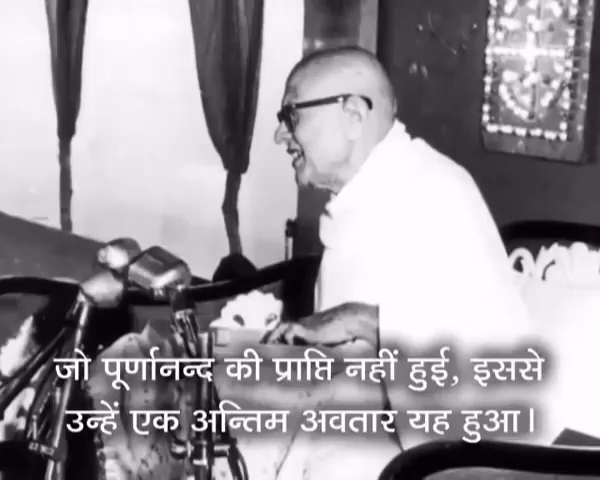 जो पूर्णानन्द की प्राप्ति नहीं हुई, इससे
उन्हें एक अन्तिम अवतार यह हुआ।